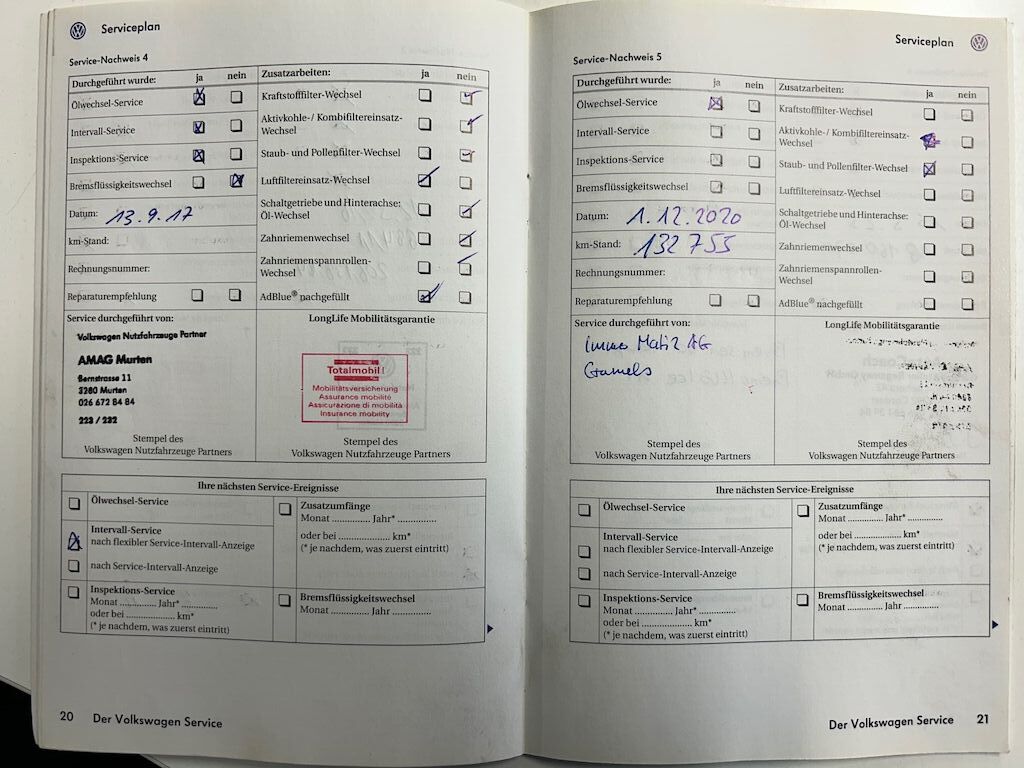 Serviceplan
Service-Nachweis 4
Durchgeführt wurde: ja nein
Ölwechsel-Service
Intervall-Service
Inspektions-Service
Bremsflüssigkeitswechsel
Datum: 13.9.17
km-Stand:
Rechnungsnummer:
Reparaturempfehlung
Zusatzarbeiten: ja nein
Kraftstofffilter-Wechsel
Aktivkohle-/ Kombifiltereinsatz-
Wechsel
Staub- und Pollenfilter-Wechsel
Luftfiltereinsatz-Wechsel
Schaltgetriebe und Hinterachse:
Öl-Wechsel
Zahnriemenwechsel
Zahnriemenspannrollen-
Wechsel
AdBlue® nachgefüllt
Service durchgeführt von:
Volkswagen Nutzfahrzeuge Partner
AMAG Murten
Bernstrasse 11
3280 Murten
026 672 84 84
223 / 232
Stempel des
Volkswagen Nutzfahrzeuge Partners
LongLife Mobilitätsgarantie
Totalmobil!
Mobilitätsversicherung
Assurance mobilité
Assicurazione di mobilità
Insurance mobility
Stempel des
Volkswagen Nutzfahrzeuge Partners
Ihre nächsten Service-Ereignisse
Ölwechsel-Service
Intervall-Service
nach flexibler Service-Intervall-Anzeige
nach Service-Intervall-Anzeige
Inspektions-Service
Monat ............ Jahr* ............
oder bei ............ km*
(* je nachdem, was zuerst eintritt)
Zusatzumfänge
Monat ............ Jahr* ............
oder bei ............ km*
(* je nachdem, was zuerst eintritt)
Bremsflüssigkeitswechsel
Monat ............ Jahr ............
20 Der Volkswagen Service
Serviceplan
Service-Nachweis 5
Durchgeführt wurde: ja nein
Ölwechsel-Service
Intervall-Service
Inspektions-Service
Bremsflüssigkeitswechsel
Datum: 1.12.2020
km-Stand: 132755
Rechnungsnummer:
Reparaturempfehlung
Zusatzarbeiten: ja nein
Kraftstofffilter-Wechsel
Aktivkohle-/ Kombifiltereinsatz-
Wechsel
Staub- und Pollenfilter-Wechsel
Luftfiltereinsatz-Wechsel
Schaltgetriebe und Hinterachse:
Öl-Wechsel
Zahnriemenwechsel
Zahnriemenspannrollen-
Wechsel
AdBlue® nachgefüllt
Service durchgeführt von:
AG
Stempel des
Volkswagen Nutzfahrzeuge Partners
LongLife Mobilitätsgarantie
Stempel des
Volkswagen Nutzfahrzeuge Partners
Ihre nächsten Service-Ereignisse
Ölwechsel-Service
Intervall-Service
nach flexibler Service-Intervall-Anzeige
nach Service-Intervall-Anzeige
Inspektions-Service
Monat ............ Jahr* ............
oder bei ............ km*
(* je nachdem, was zuerst eintritt)
Zusatzumfänge
Monat ............ Jahr* ............
oder bei ............ km*
(* je nachdem, was zuerst eintritt)
Bremsflüssigkeitswechsel
Monat ............ Jahr ............
Der Volkswagen Service 21